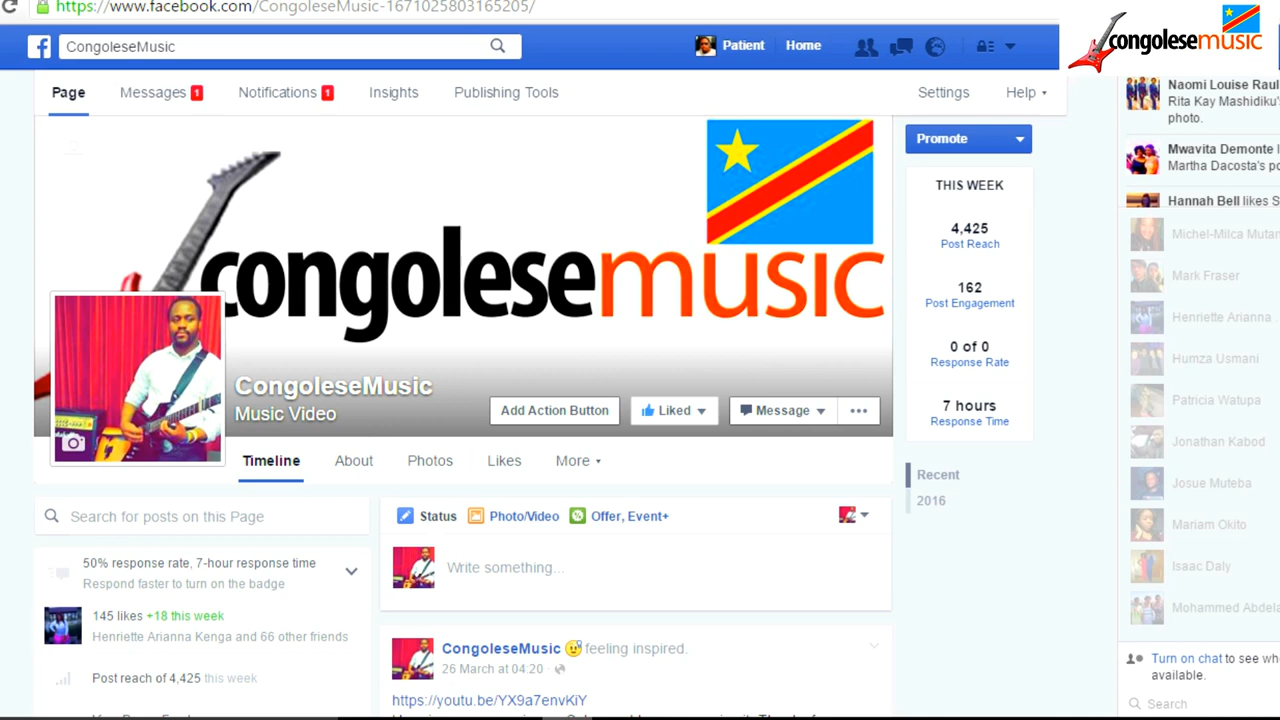 https://www.facebook.com/CongoleseMusic-1671025803165205/
CongoleseMusic
Patient Home
congolesemusic
Page Messages 1 Notifications 1 Insights Publishing Tools Settings Help
congolesemusic
CongoleseMusic
Music Video
Add Action Button Liked Message
Timeline About Photos Likes More
Promote
THIS WEEK
4,425
Post Reach
162
Post Engagement
0 of 0
Response Rate
7 hours
Response Time
Recent
2016
Search for posts on this Page
50% response rate, 7-hour response time
Respond faster to turn on the badge
145 likes +18 this week
Henriette Arianna Kenga and 66 other friends
Post reach of 4,425 this week
Status Photo/Video Offer, Event+
Write something...
CongoleseMusic feeling inspired.
26 March at 04:20
https://youtu.be/YX9a7envKiY
Naomi Louise Raul
Rita Kay Mashidiku's
photo.
Mwavita Demonte l
Martha Dacosta's po
Hannah Bell likes S
Michel-Milca Mutan
Mark Fraser
Henriette Arianna
Humza Usmani
Patricia Watupa
Jonathan Kabod
Josue Muteba
Mariam Okito
Isaac Daly
Mohammed Abdela
Turn on chat to see wh
available.
Search